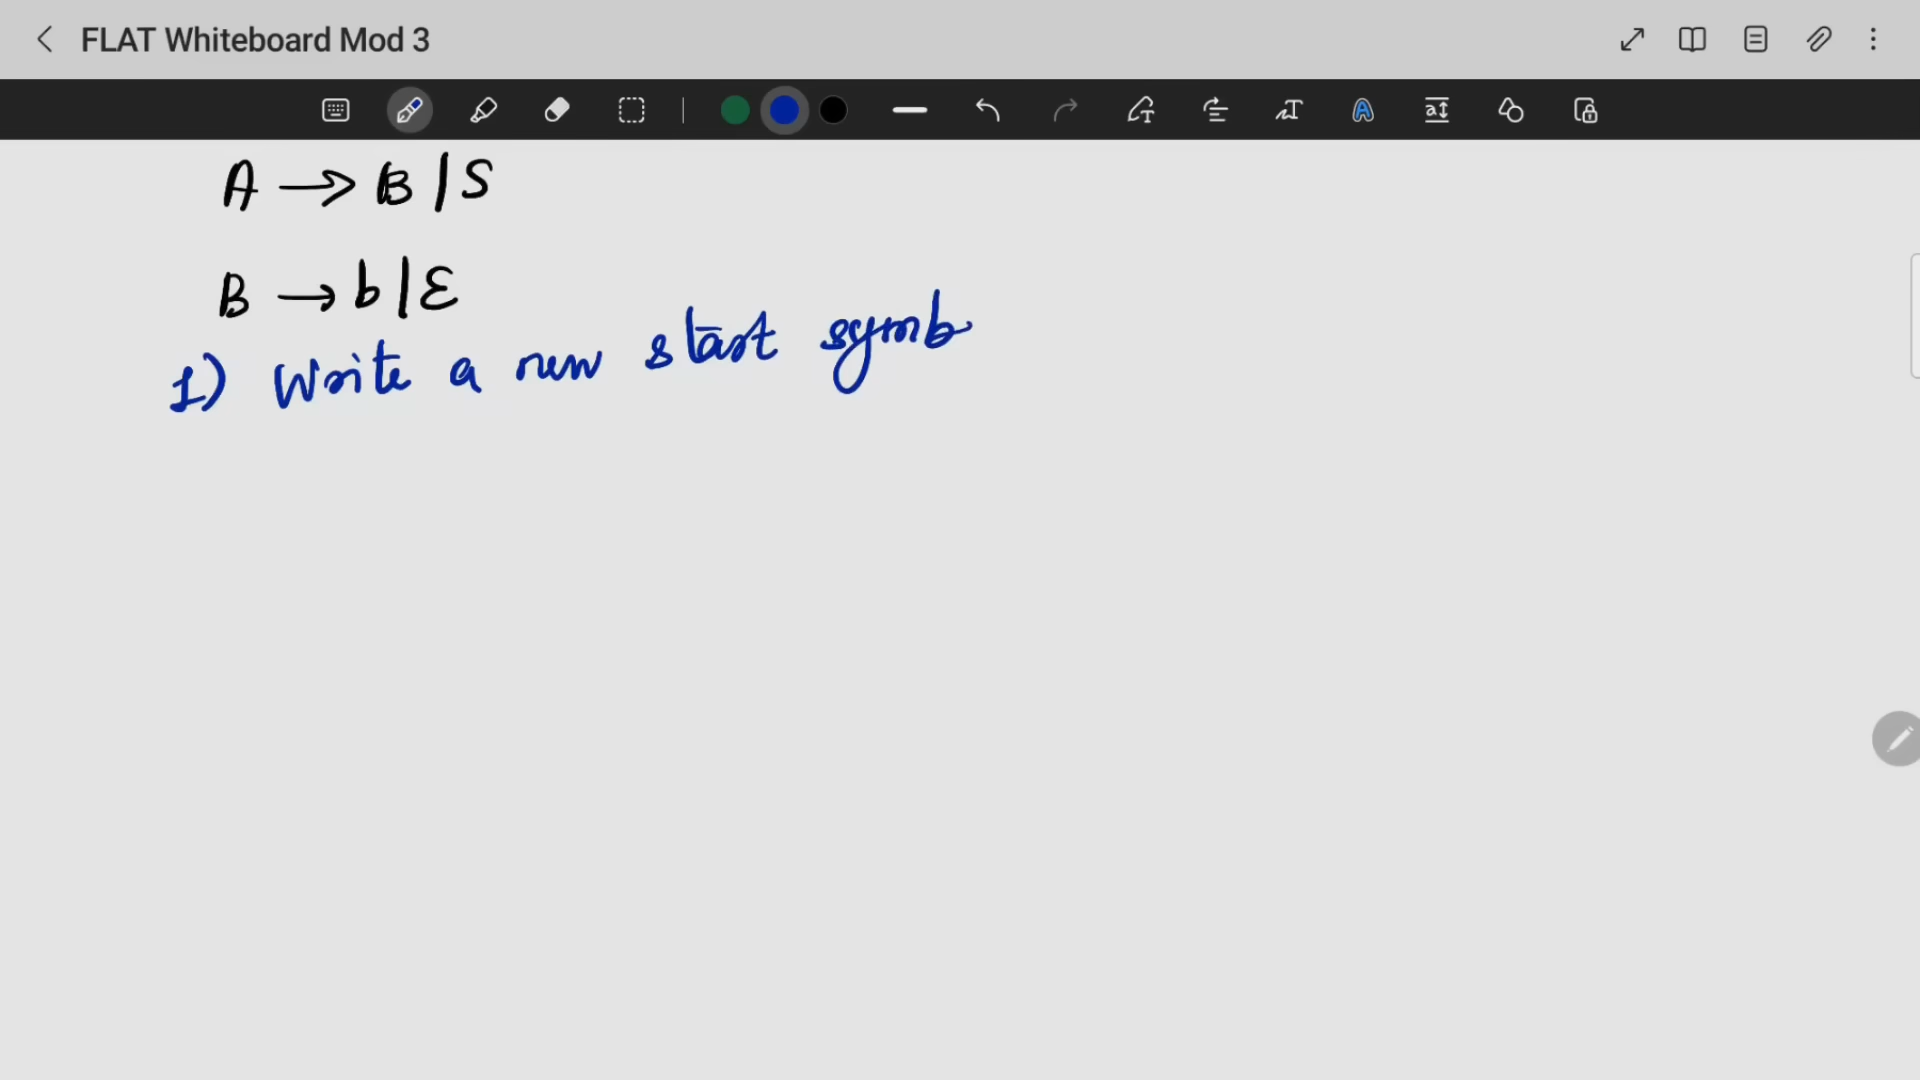 FLAT Whiteboard Mod 3
A → B | S
B → b | ε
1) Write a new start symb